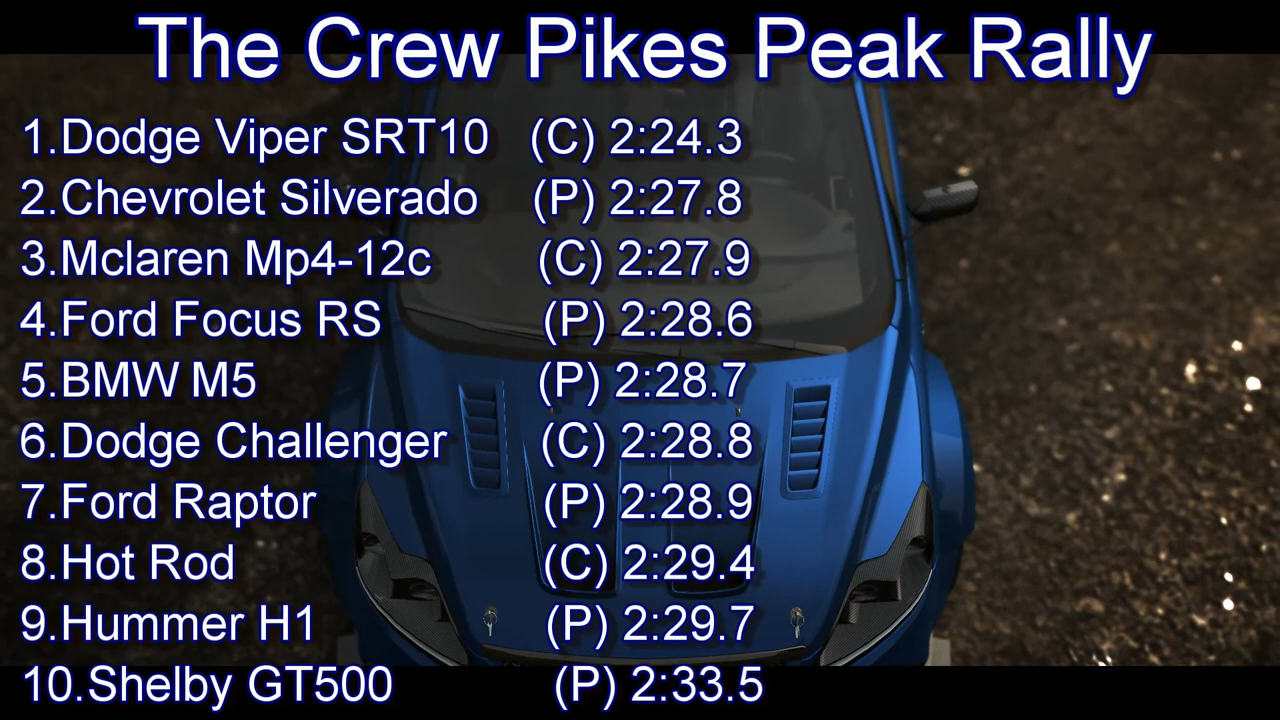 The Crew Pikes Peak Rally
1.Dodge Viper SRT10 (C) 2:24.3
2.Chevrolet Silverado (P) 2:27.8
3.Mclaren Mp4-12c (C) 2:27.9
4.Ford Focus RS (P) 2:28.6
5.BMW M5 (P) 2:28.7
6.Dodge Challenger (C) 2:28.8
7.Ford Raptor (P) 2:28.9
8.Hot Rod (C) 2:29.4
9.Hummer H1 (P) 2:29.7
10.Shelby GT500 (P) 2:33.5